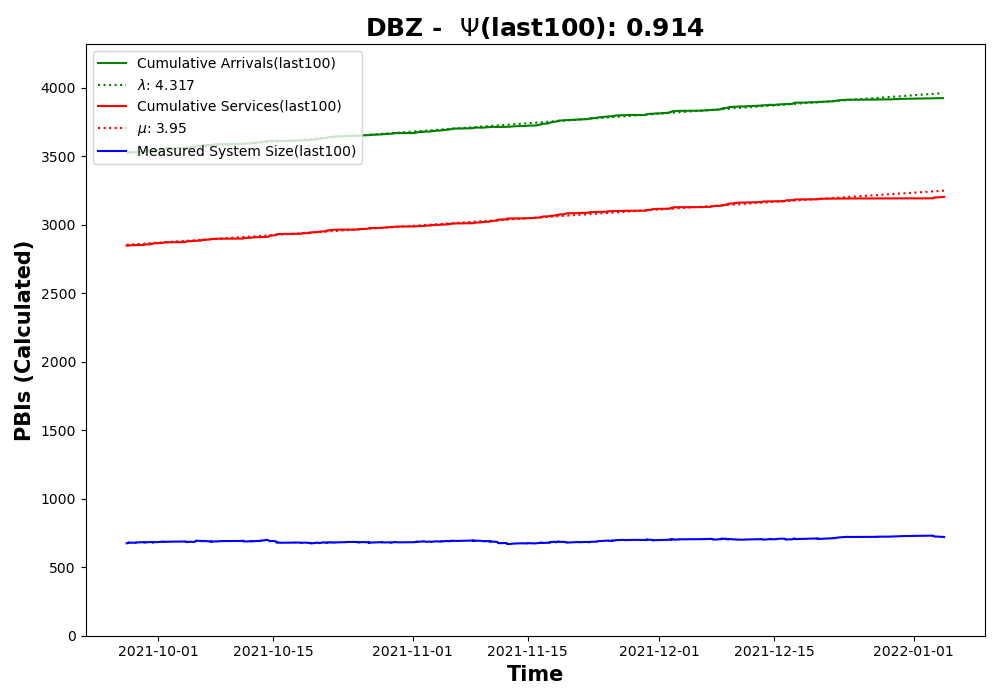 DBZ - Ψ(last100): 0.914
Cumulative Arrivals(last100)
λ: 4.317
Cumulative Services(last100)
μ: 3.95
Measured System Size(last100)
PBIs (Calculated)
4000
3500
3000
2500
2000
1500
1000
500
0
2021-10-01 2021-10-15 2021-11-01 2021-11-15 2021-12-01 2021-12-15 2022-01-01
Time